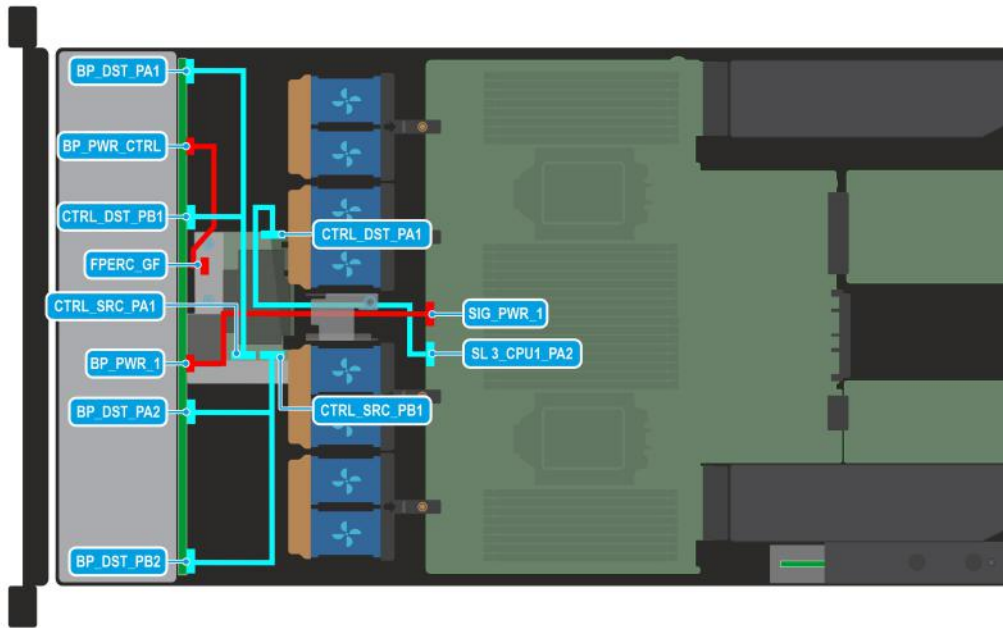 BP_DST_PA1
BP_PWR_CTRL
CTRL_DST_PB1
CTRL_DST_PA1
FPERC_GF
CTRL_SRC_PA1
SIG_PWR_1
SL 3_CPU1_PA2
BP_PWR_1
BP_DST_PA2
CTRL_SRC_PB1
BP_DST_PB2